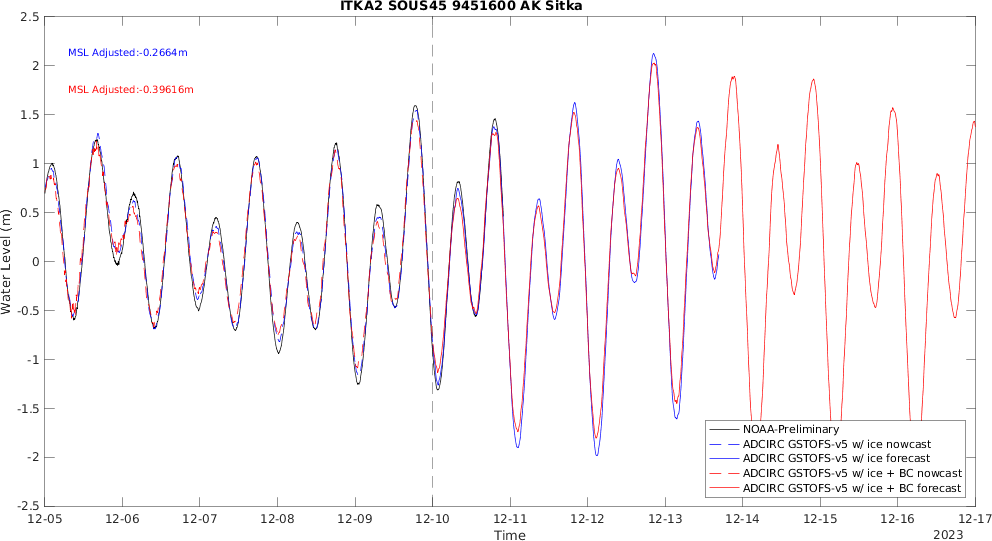 ITKA2 SOUS45 9451600 AK Sitka
2.5
2
1.5
1
0.5
0
-0.5
-1
-1.5
-2
-2.5
Water Level (m)
MSL Adjusted:-0.2664m
MSL Adjusted:-0.39616m
NOAA-Preliminary
ADCIRC GSTOFS-v5 w/ ice nowcast
ADCIRC GSTOFS-v5 w/ ice forecast
ADCIRC GSTOFS-v5 w/ ice + BC nowcast
ADCIRC GSTOFS-v5 w/ ice + BC forecast
12-05 12-06 12-07 12-08 12-09 12-10 12-11 12-12 12-13 12-14 12-15 12-16 12-17
Time
2023